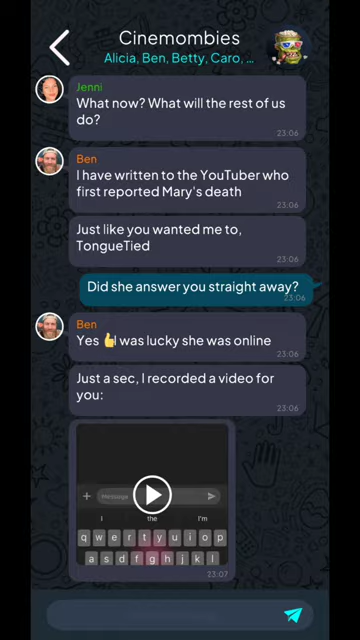 Cinemombies
Alicia, Ben, Betty, Caro, ...
Jenni
What now? What will the rest of us
do?
23:06
Ben
I have written to the YouTuber who
first reported Mary's death
23:06
Just like you wanted me to,
TongueTied
23:06
Did she answer you straight away?
23:06
Ben
Yes 👍I was lucky she was online
23:06
Just a sec, I recorded a video for
you:
23:06
Message
I the I'm
q w e r t y u i o p
a s d f g h j k l
23:07